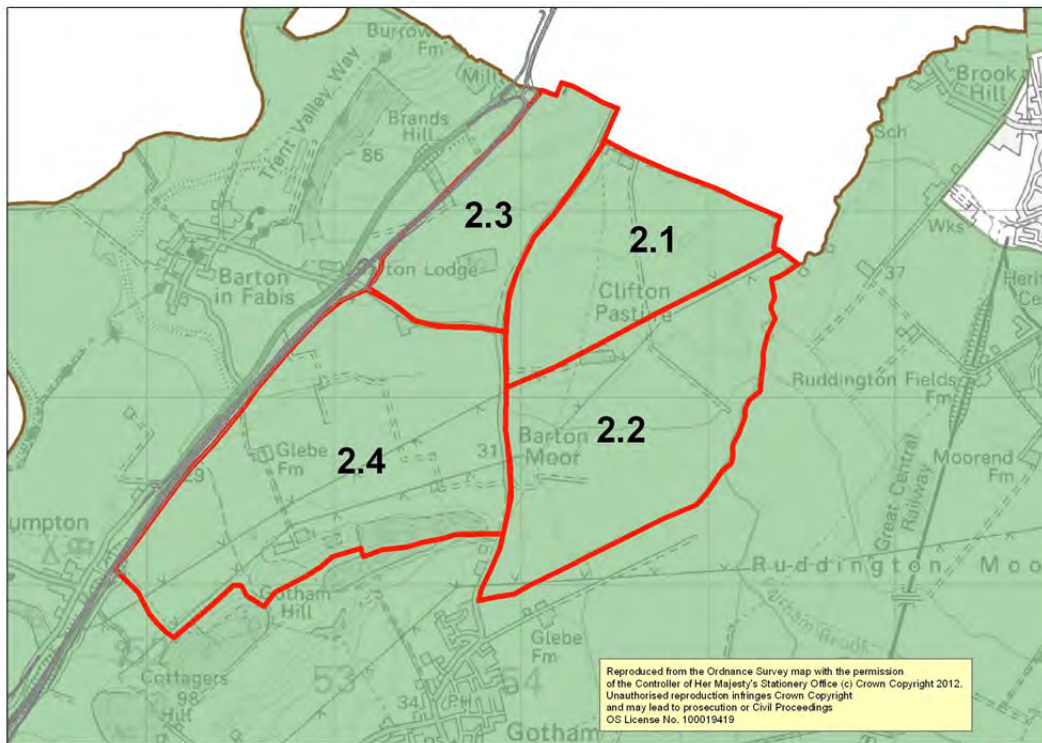 Burrow
Fm
Mill
Brook
Hill
Trent Valley Way
Brands
Hill
86
Sch
2.3
2.1
Wks
Barton
in Fabis
rton Lodge
37
Clifton
Pasture
Ruddington Fields
Fm
2.2
Barton
Moor
31
Glebe
Fm
2.4
29
Moorend
Fm
Great Central
Railway
umpton
Ruddington Moo
Gotham
Hill
Glebe
Fm
Cottagers
98
Hill
53
54
34
PH
Gotham
Reproduced from the Ordnance Survey map with the permission
of the Controller of Her Majesty's Stationery Office (c) Crown Copyright 2012.
Unauthorised reproduction infringes Crown Copyright
and may lead to prosecution or Civil Proceedings
OS License No. 100019419